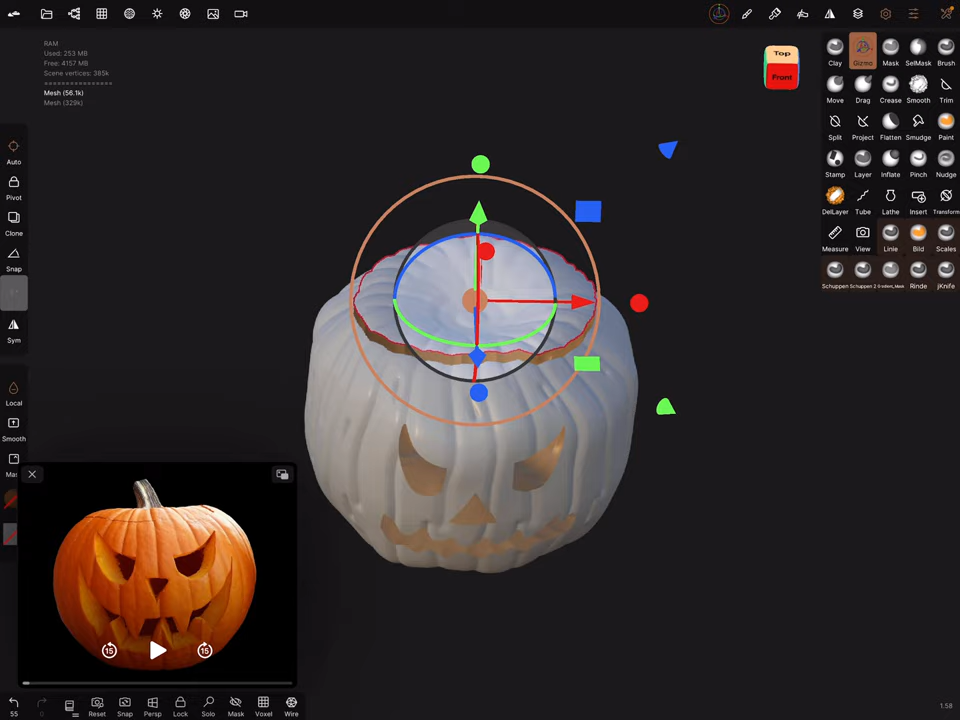 RAM
Used: 253 MB
Free: 4157 MB
Scene vertices: 385k
================
Mesh (56.1k)
Mesh (329k)
Top
Front
Clay Gizmo Mask SelMask Brush
Move Drag Crease Smooth Trim
Split Project Flatten Smudge Paint
Stamp Layer Inflate Pinch Nudge
DelLayer Tube Lathe Insert Transform
Measure View Linie Bild Scales
Schuppen Schuppen 2 Rinde jKnife
Auto
Pivot
Clone
Snap
Sym
Local
Smooth
15 15
55 0 Reset Snap Persp Lock Solo Mask Voxel Wire
1.58